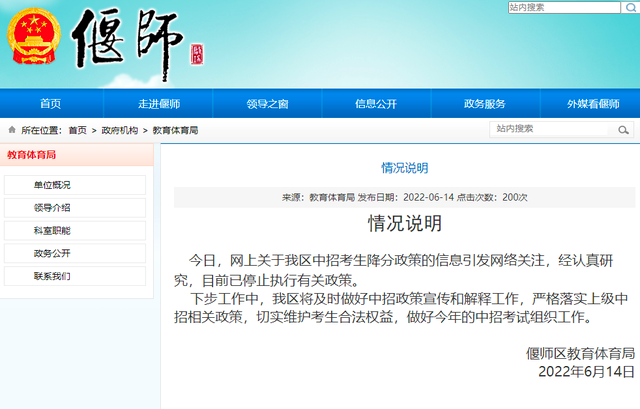 站内搜索
偃師
首页 走进偃师 领导之窗 信息公开 政务服务 外媒看偃师
所在位置：首页 > 政府机构 > 教育体育局
站内搜索
教育体育局
单位概况
领导介绍
科室职能
政务公开
联系我们
情况说明
来源：教育体育局 发布日期：2022-06-14 点击次数：200次
情况说明
今日，网上关于我区中招考生降分政策的信息引发网络关注，经认真研
究，目前已停止执行有关政策。
下步工作中，我区将及时做好中招政策宣传和解释工作，严格落实上级中
招相关政策，切实维护考生合法权益，做好今年的中招考试组织工作。
偃师区教育体育局
2022年6月14日